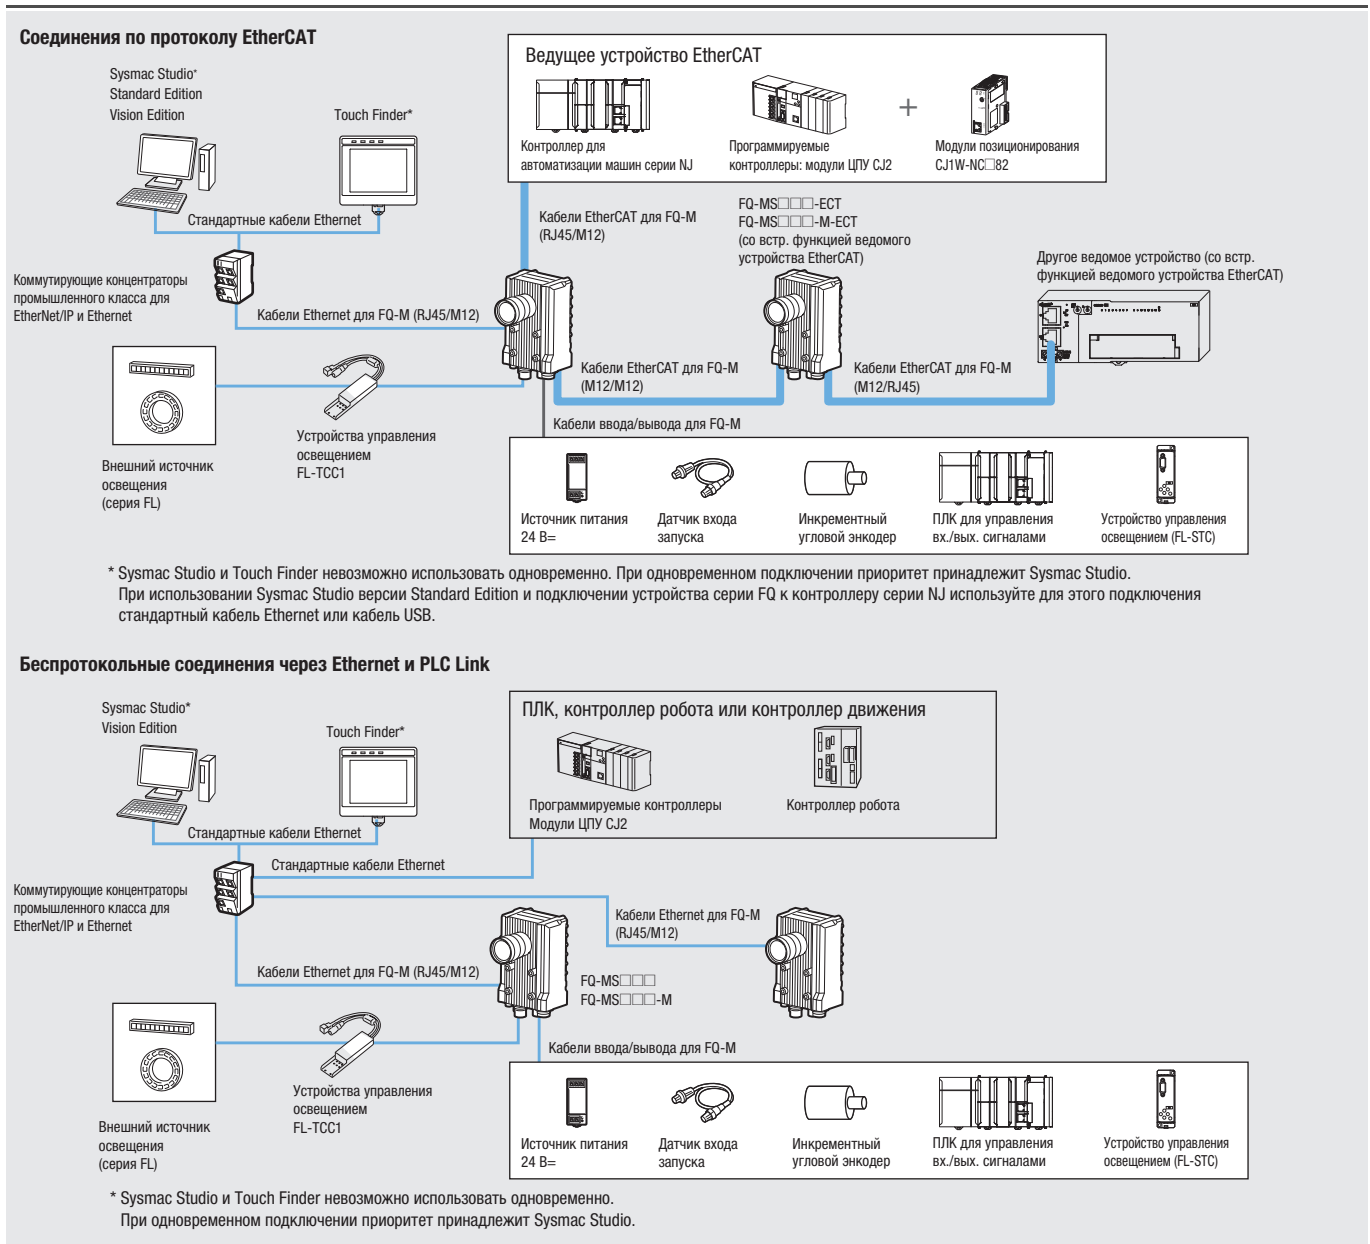 Соединения по протоколу EtherCAT
Sysmac Studio*
Standard Edition
Vision Edition
Touch Finder*
Стандартные кабели Ethernet
Коммутирующие концентраторы
промышленного класса для
EtherNet/IP и Ethernet
Кабели Ethernet для FQ-M (RJ45/M12)
Внешний источник
освещения
(серия FL)
Устройства управления
освещением
FL-TCC1
Ведущее устройство EtherCAT
Контроллер для
автоматизации машин серии NJ
Программируемые
контроллеры: модули ЦПУ CJ2
+
Модули позиционирования
CJ1W-NC□82
Кабели EtherCAT для FQ-M
(RJ45/M12)
FQ-MS□□□-ECT
FQ-MS□□□-M-ECT
(со встр. функцией ведомого
устройства EtherCAT)
Другое ведомое устройство (со встр.
функцией ведомого устройства EtherCAT)
Кабели EtherCAT для FQ-M
(M12/M12)
Кабели EtherCAT для FQ-M
(M12/RJ45)
Кабели ввода/вывода для FQ-M
Источник питания
24 В=
Датчик входа
запуска
Инкрементный
угловой энкодер
ПЛК для управления
вх./вых. сигналами
Устройство управления
освещением (FL-STC)
* Sysmac Studio и Touch Finder невозможно использовать одновременно. При одновременном подключении приоритет принадлежит Sysmac Studio.
При использовании Sysmac Studio версии Standard Edition и подключении устройства серии FQ к контроллеру серии NJ используйте для этого подключения
стандартный кабель Ethernet или кабель USB.
Беспротокольные соединения через Ethernet и PLC Link
Sysmac Studio*
Vision Edition
Touch Finder*
Стандартные кабели Ethernet
Коммутирующие концентраторы
промышленного класса для
EtherNet/IP и Ethernet
Стандартные кабели Ethernet
ПЛК, контроллер робота или контроллер движения
Программируемые контроллеры
Модули ЦПУ CJ2
Контроллер робота
Кабели Ethernet для FQ-M
(RJ45/M12)
Кабели Ethernet для FQ-M (RJ45/M12)
FQ-MS□□□
FQ-MS□□□-M
Внешний источник
освещения
(серия FL)
Устройства управления
освещением
FL-TCC1
Кабели ввода/вывода для FQ-M
Источник питания
24 В=
Датчик входа
запуска
Инкрементный
угловой энкодер
ПЛК для управления
вх./вых. сигналами
Устройство управления
освещением (FL-STC)
* Sysmac Studio и Touch Finder невозможно использовать одновременно.
При одновременном подключении приоритет принадлежит Sysmac Studio.